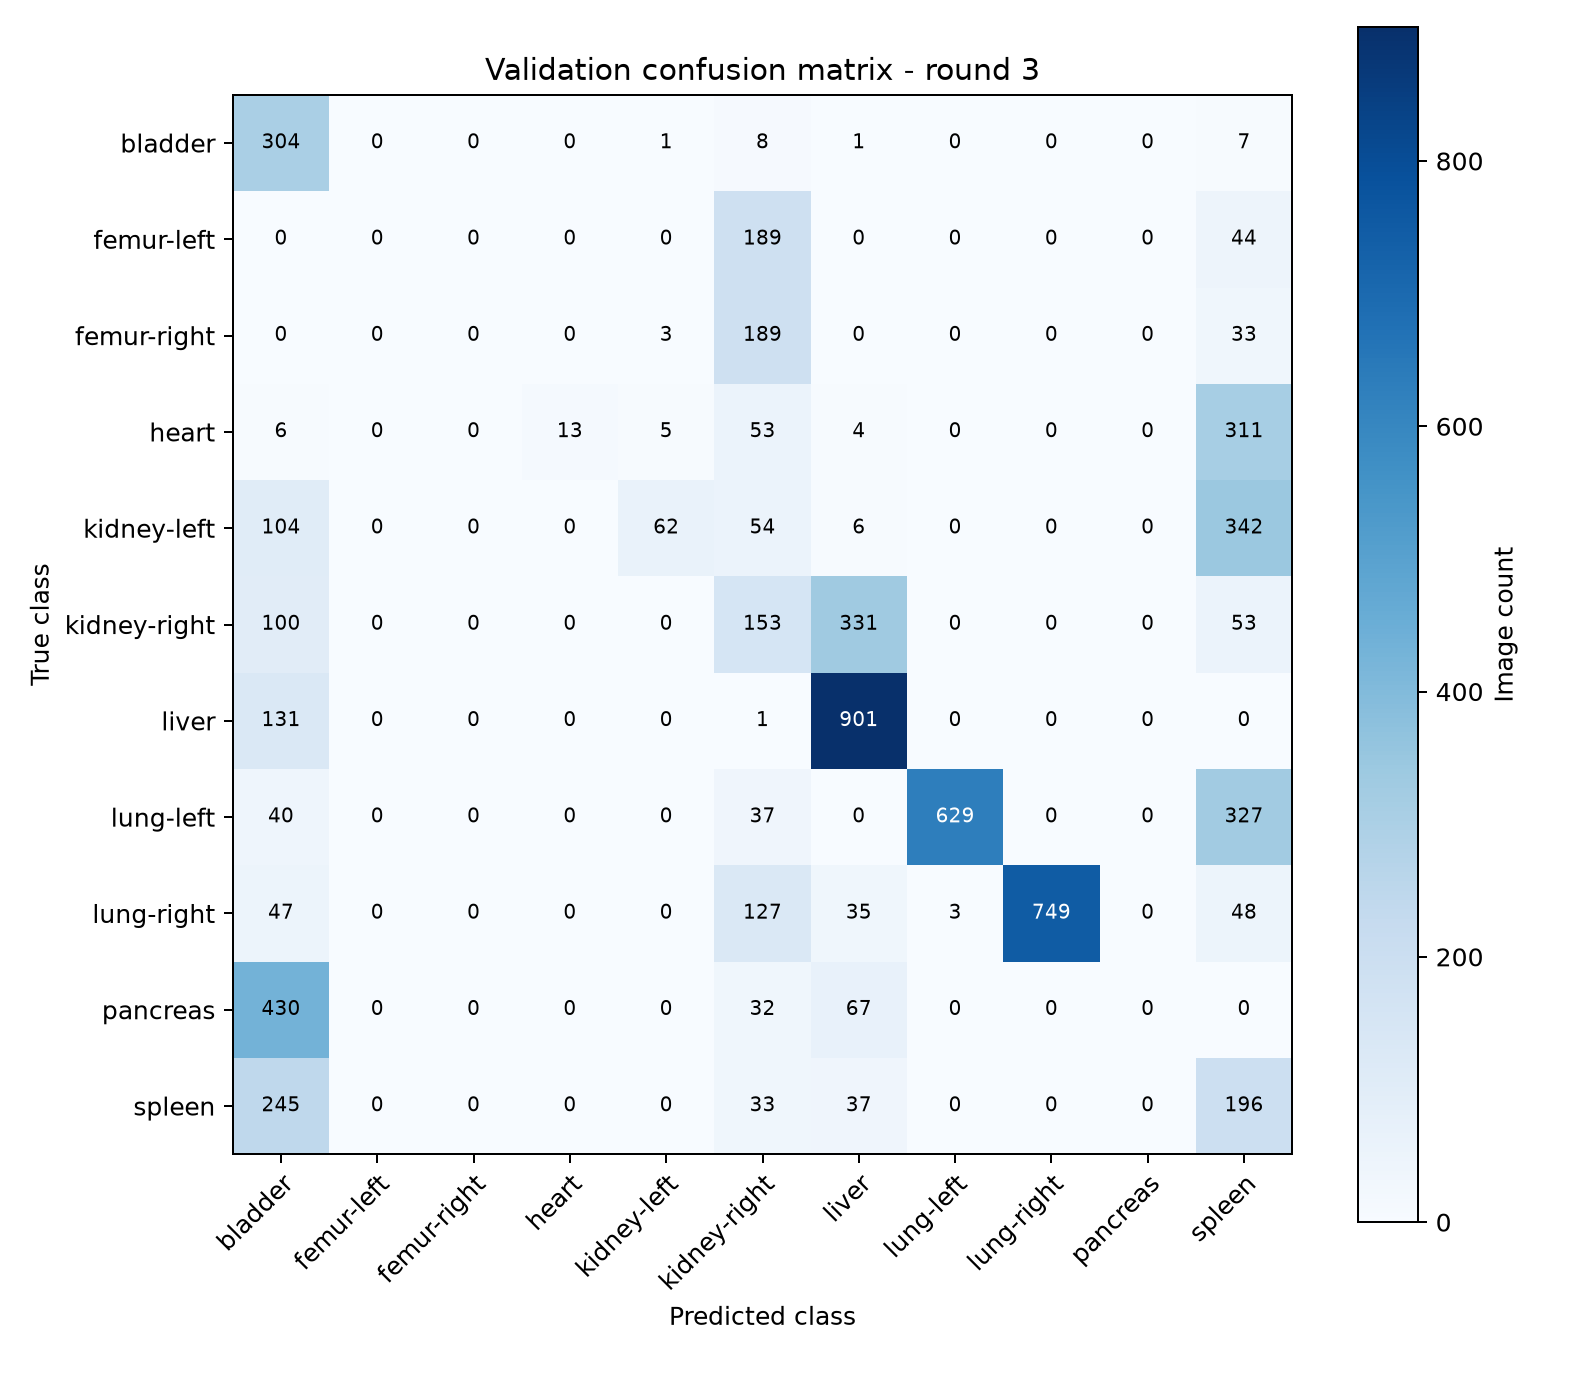 Validation confusion matrix - round 3
bladder 304 0 0 0 1 8 1 0 0 0 7
femur-left 0 0 0 0 0 189 0 0 0 0 44
femur-right 0 0 0 0 3 189 0 0 0 0 33
heart 6 0 0 13 5 53 4 0 0 0 311
kidney-left 104 0 0 0 62 54 6 0 0 0 342
kidney-right 100 0 0 0 0 153 331 0 0 0 53
liver 131 0 0 0 0 1 901 0 0 0 0
lung-left 40 0 0 0 0 37 0 629 0 0 327
lung-right 47 0 0 0 0 127 35 3 749 0 48
pancreas 430 0 0 0 0 32 67 0 0 0 0
spleen 245 0 0 0 0 33 37 0 0 0 196
True class
bladder femur-left femur-right heart kidney-left kidney-right liver lung-left lung-right pancreas spleen
Predicted class
800
600
400
200
0
Image count